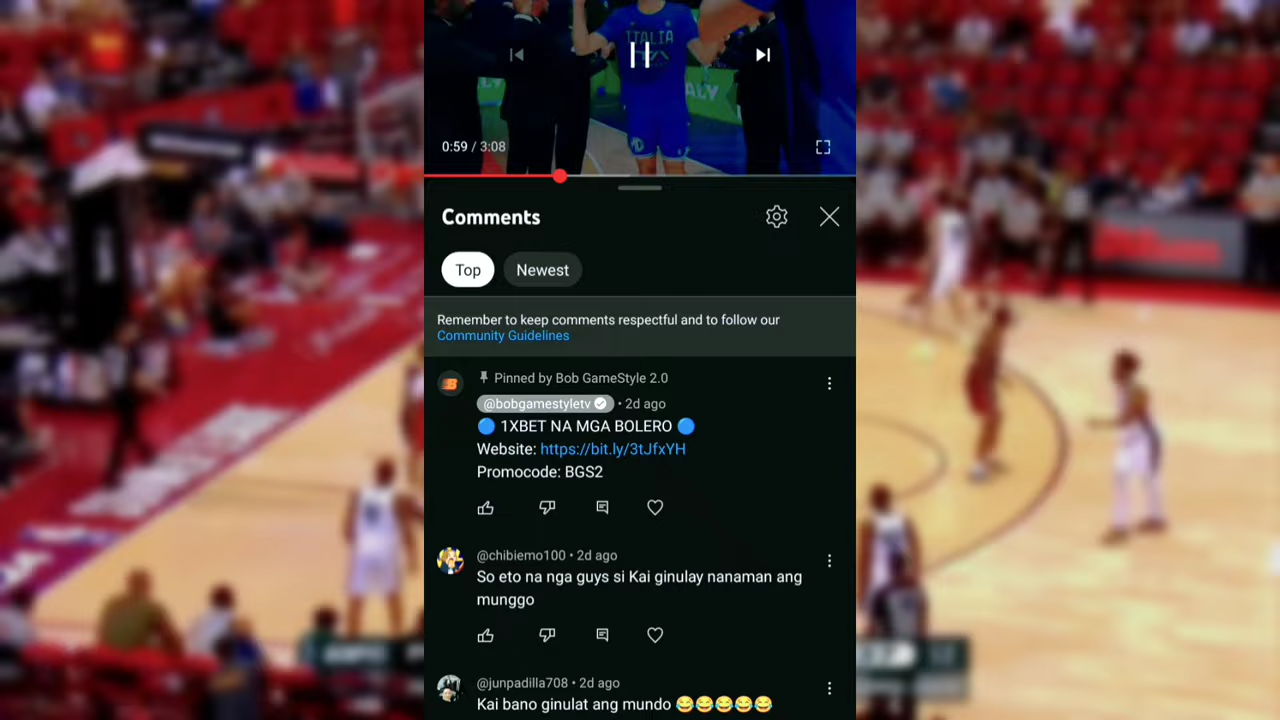 ITALIA
ALY
0:59 / 3:08
Comments
Top
Newest
Remember to keep comments respectful and to follow our
Community Guidelines
Pinned by Bob GameStyle 2.0
@bobgamestyletv • 2d ago
🔵 1XBET NA MGA BOLERO 🔵
Website: https://bit.ly/3tJfxYH
Promocode: BGS2
@chibiemo100 • 2d ago
So eto na nga guys si Kai ginulay nanaman ang
munggo
@junpadilla708 • 2d ago
Kai bano ginulat ang mundo 😂😂😂😂😂